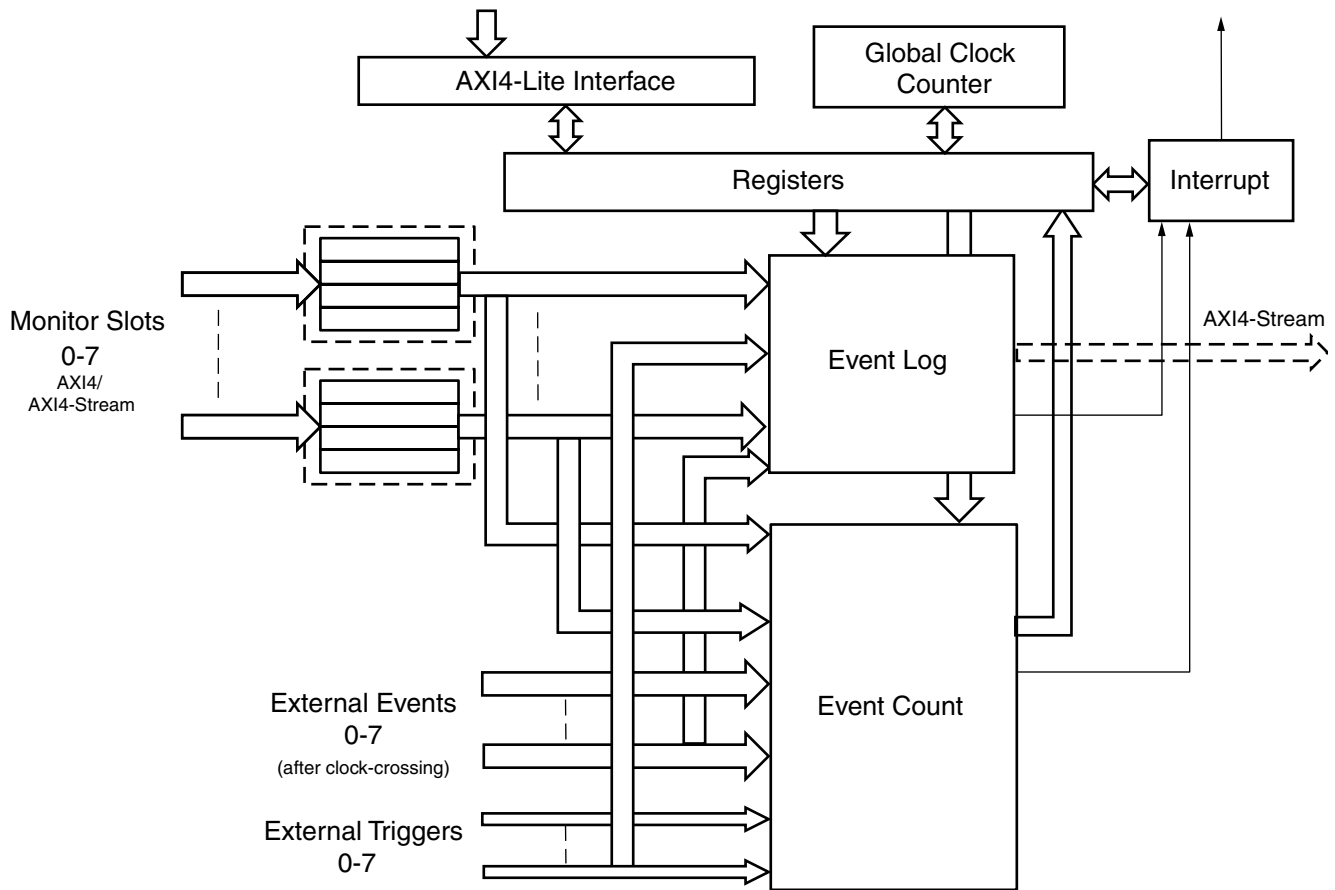 AXI4-Lite Interface
Global Clock
Counter
Registers
Interrupt
Monitor Slots
0-7
AXI4/
AXI4-Stream
Event Log
AXI4-Stream
External Events
0-7
(after clock-crossing)
Event Count
External Triggers
0-7